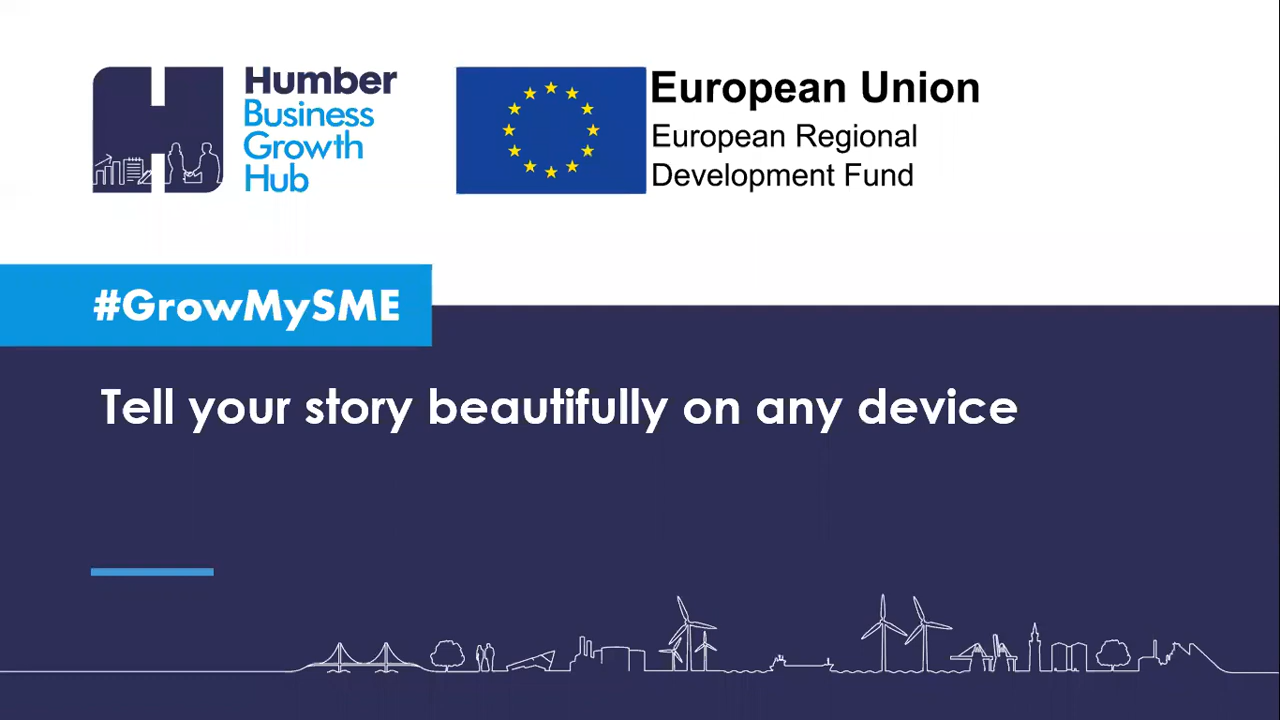 Humber
Business
Growth
Hub
European Union
European Regional
Development Fund
#GrowMySME
Tell your story beautifully on any device